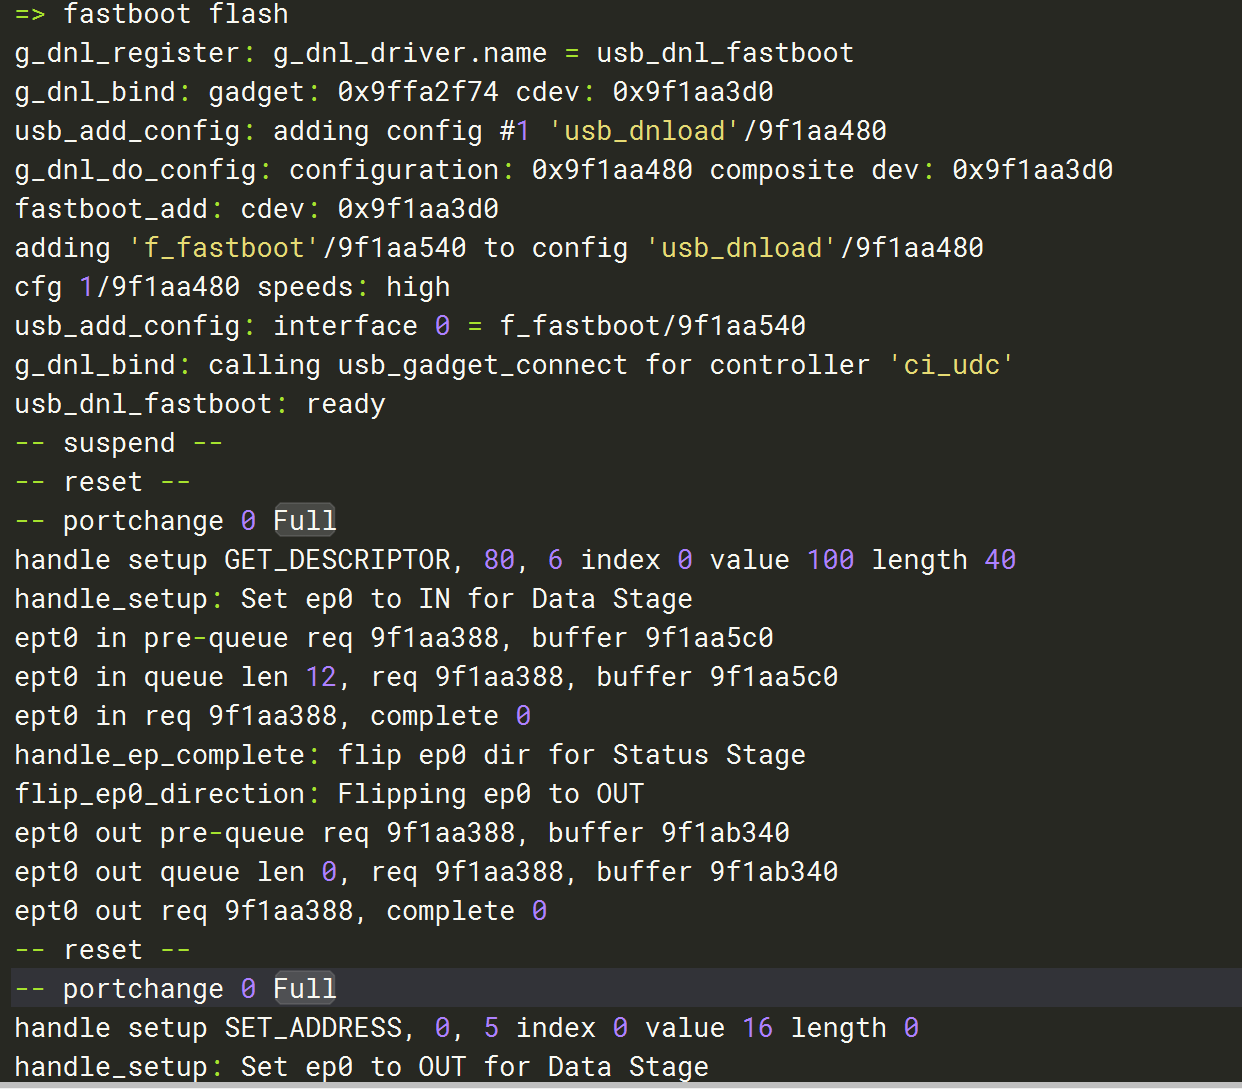 => fastboot flash
g_dnl_register: g_dnl_driver.name = usb_dnl_fastboot
g_dnl_bind: gadget: 0x9ffa2f74 cdev: 0x9f1aa3d0
usb_add_config: adding config #1 'usb_dnload'/9f1aa480
g_dnl_do_config: configuration: 0x9f1aa480 composite dev: 0x9f1aa3d0
fastboot_add: cdev: 0x9f1aa3d0
adding 'f_fastboot'/9f1aa540 to config 'usb_dnload'/9f1aa480
cfg 1/9f1aa480 speeds: high
usb_add_config: interface 0 = f_fastboot/9f1aa540
g_dnl_bind: calling usb_gadget_connect for controller 'ci_udc'
usb_dnl_fastboot: ready
-- suspend --
-- reset --
-- portchange 0 Full
handle setup GET_DESCRIPTOR, 80, 6 index 0 value 100 length 40
handle_setup: Set ep0 to IN for Data Stage
ept0 in pre-queue req 9f1aa388, buffer 9f1aa5c0
ept0 in queue len 12, req 9f1aa388, buffer 9f1aa5c0
ept0 in req 9f1aa388, complete 0
handle_ep_complete: flip ep0 dir for Status Stage
flip_ep0_direction: Flipping ep0 to OUT
ept0 out pre-queue req 9f1aa388, buffer 9f1ab340
ept0 out queue len 0, req 9f1aa388, buffer 9f1ab340
ept0 out req 9f1aa388, complete 0
-- reset --
-- portchange 0 Full
handle setup SET_ADDRESS, 0, 5 index 0 value 16 length 0
handle_setup: Set ep0 to OUT for Data Stage